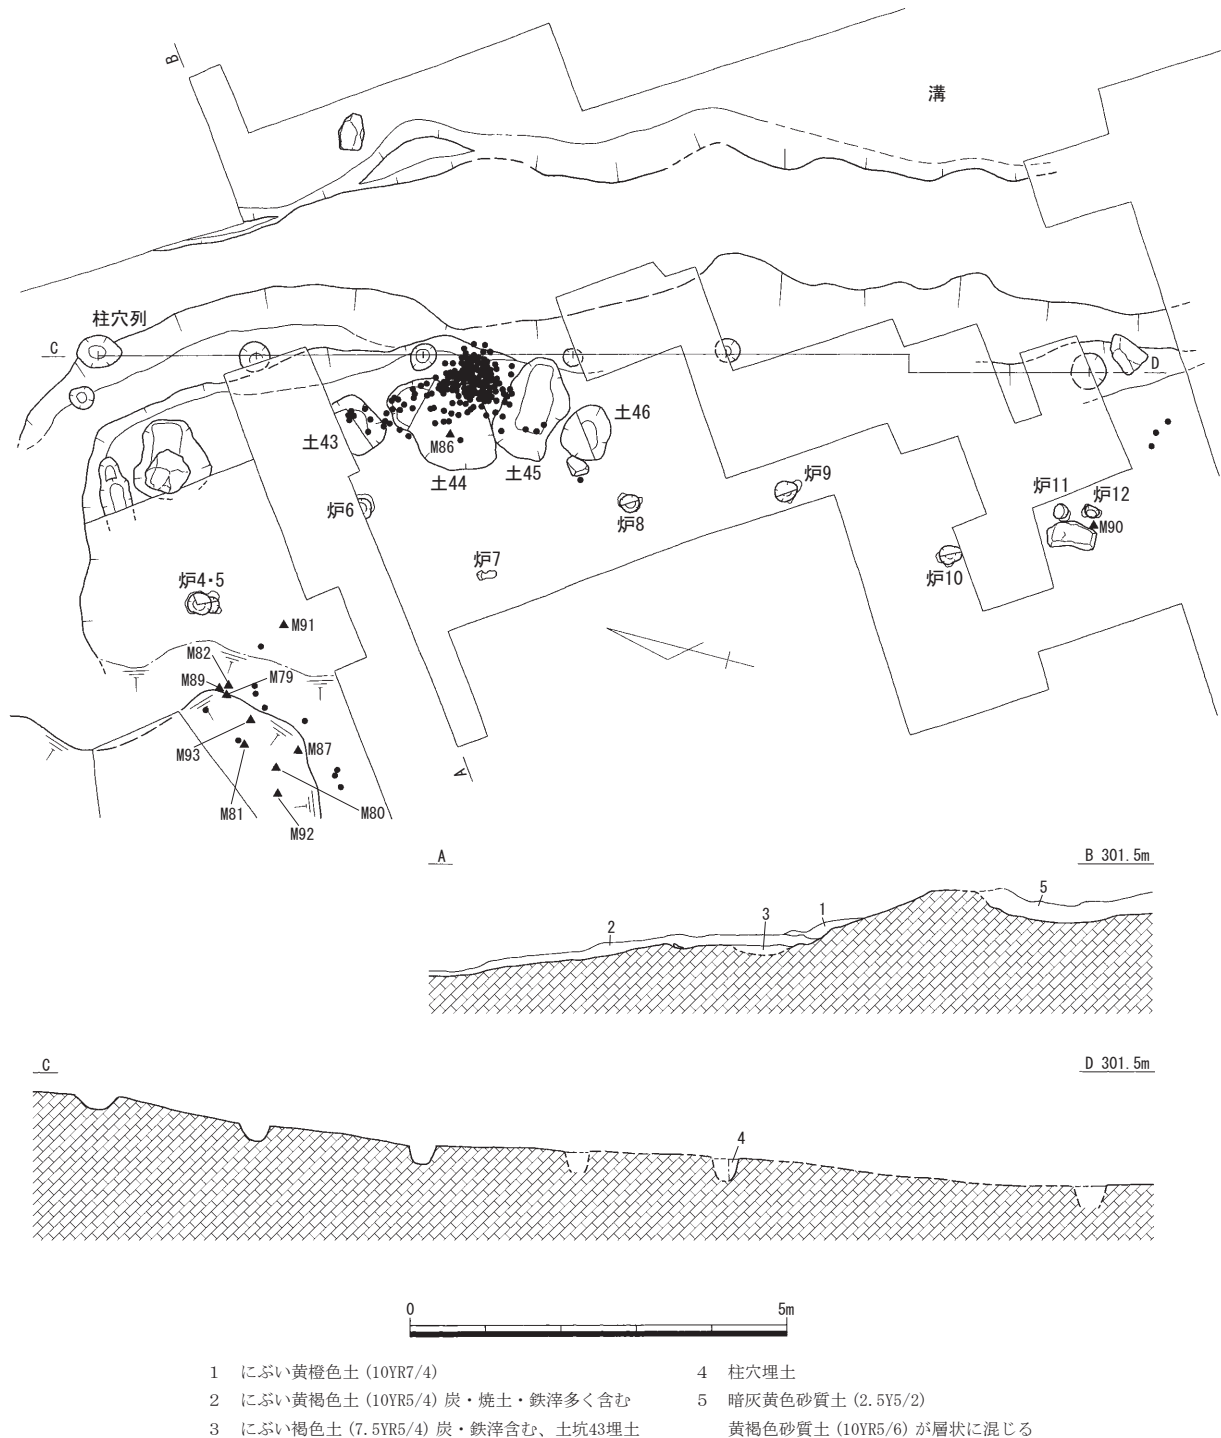 B
溝
柱穴列
C
D
土43
M86
土44
土45
土46
炉6
炉7
炉8
炉9
炉10
炉11
炉12
M90
炉4・5
M91
M82
M89
M79
M93
M87
M81
M80
M92
A
A
B 301.5m
1
2
3
5
C
D 301.5m
4
0
5m
1 にぶい黄橙色土 (10YR7/4)
2 にぶい黄褐色土 (10YR5/4) 炭・焼土・鉄滓多く含む
3 にぶい褐色土 (7.5YR5/4) 炭・鉄滓含む、土坑43埋土
4 柱穴埋土
5 暗灰黄色砂質土 (2.5Y5/2)
黄褐色砂質土 (10YR5/6) が層状に混じる